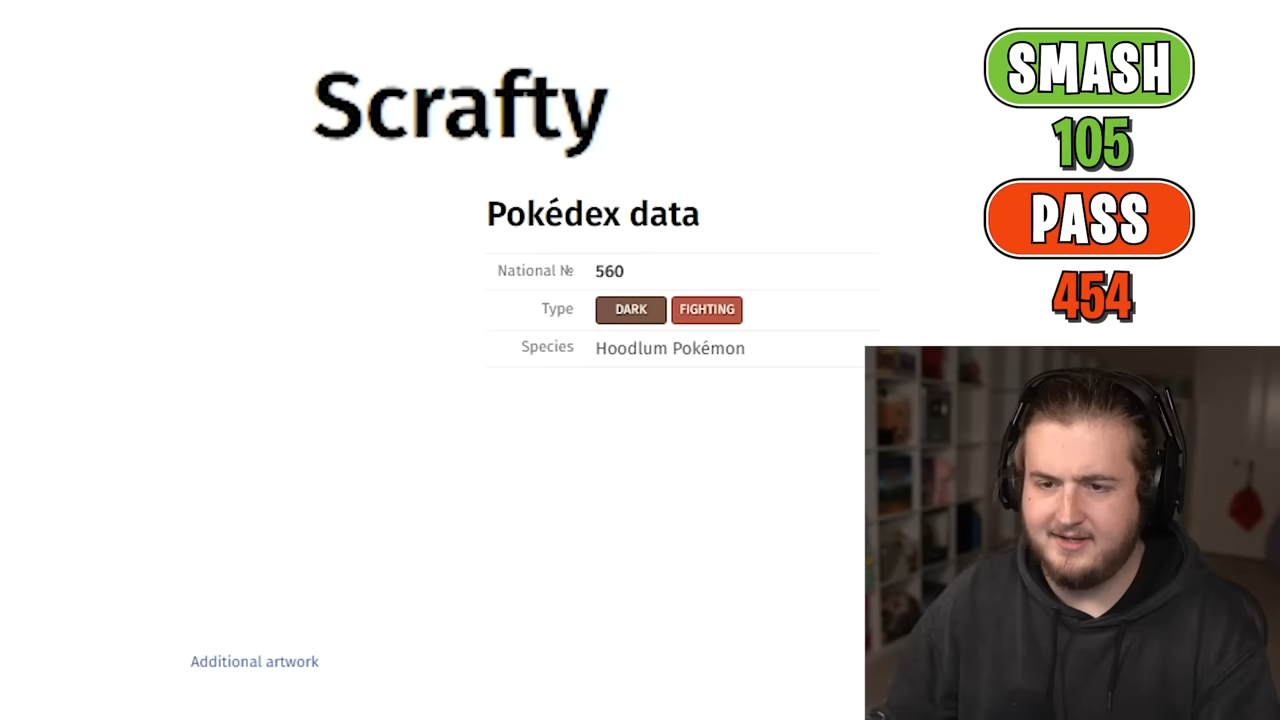 Scrafty
Pokédex data
National № 560
Type DARK FIGHTING
Species Hoodlum Pokémon
Additional artwork
SMASH
105
PASS
454